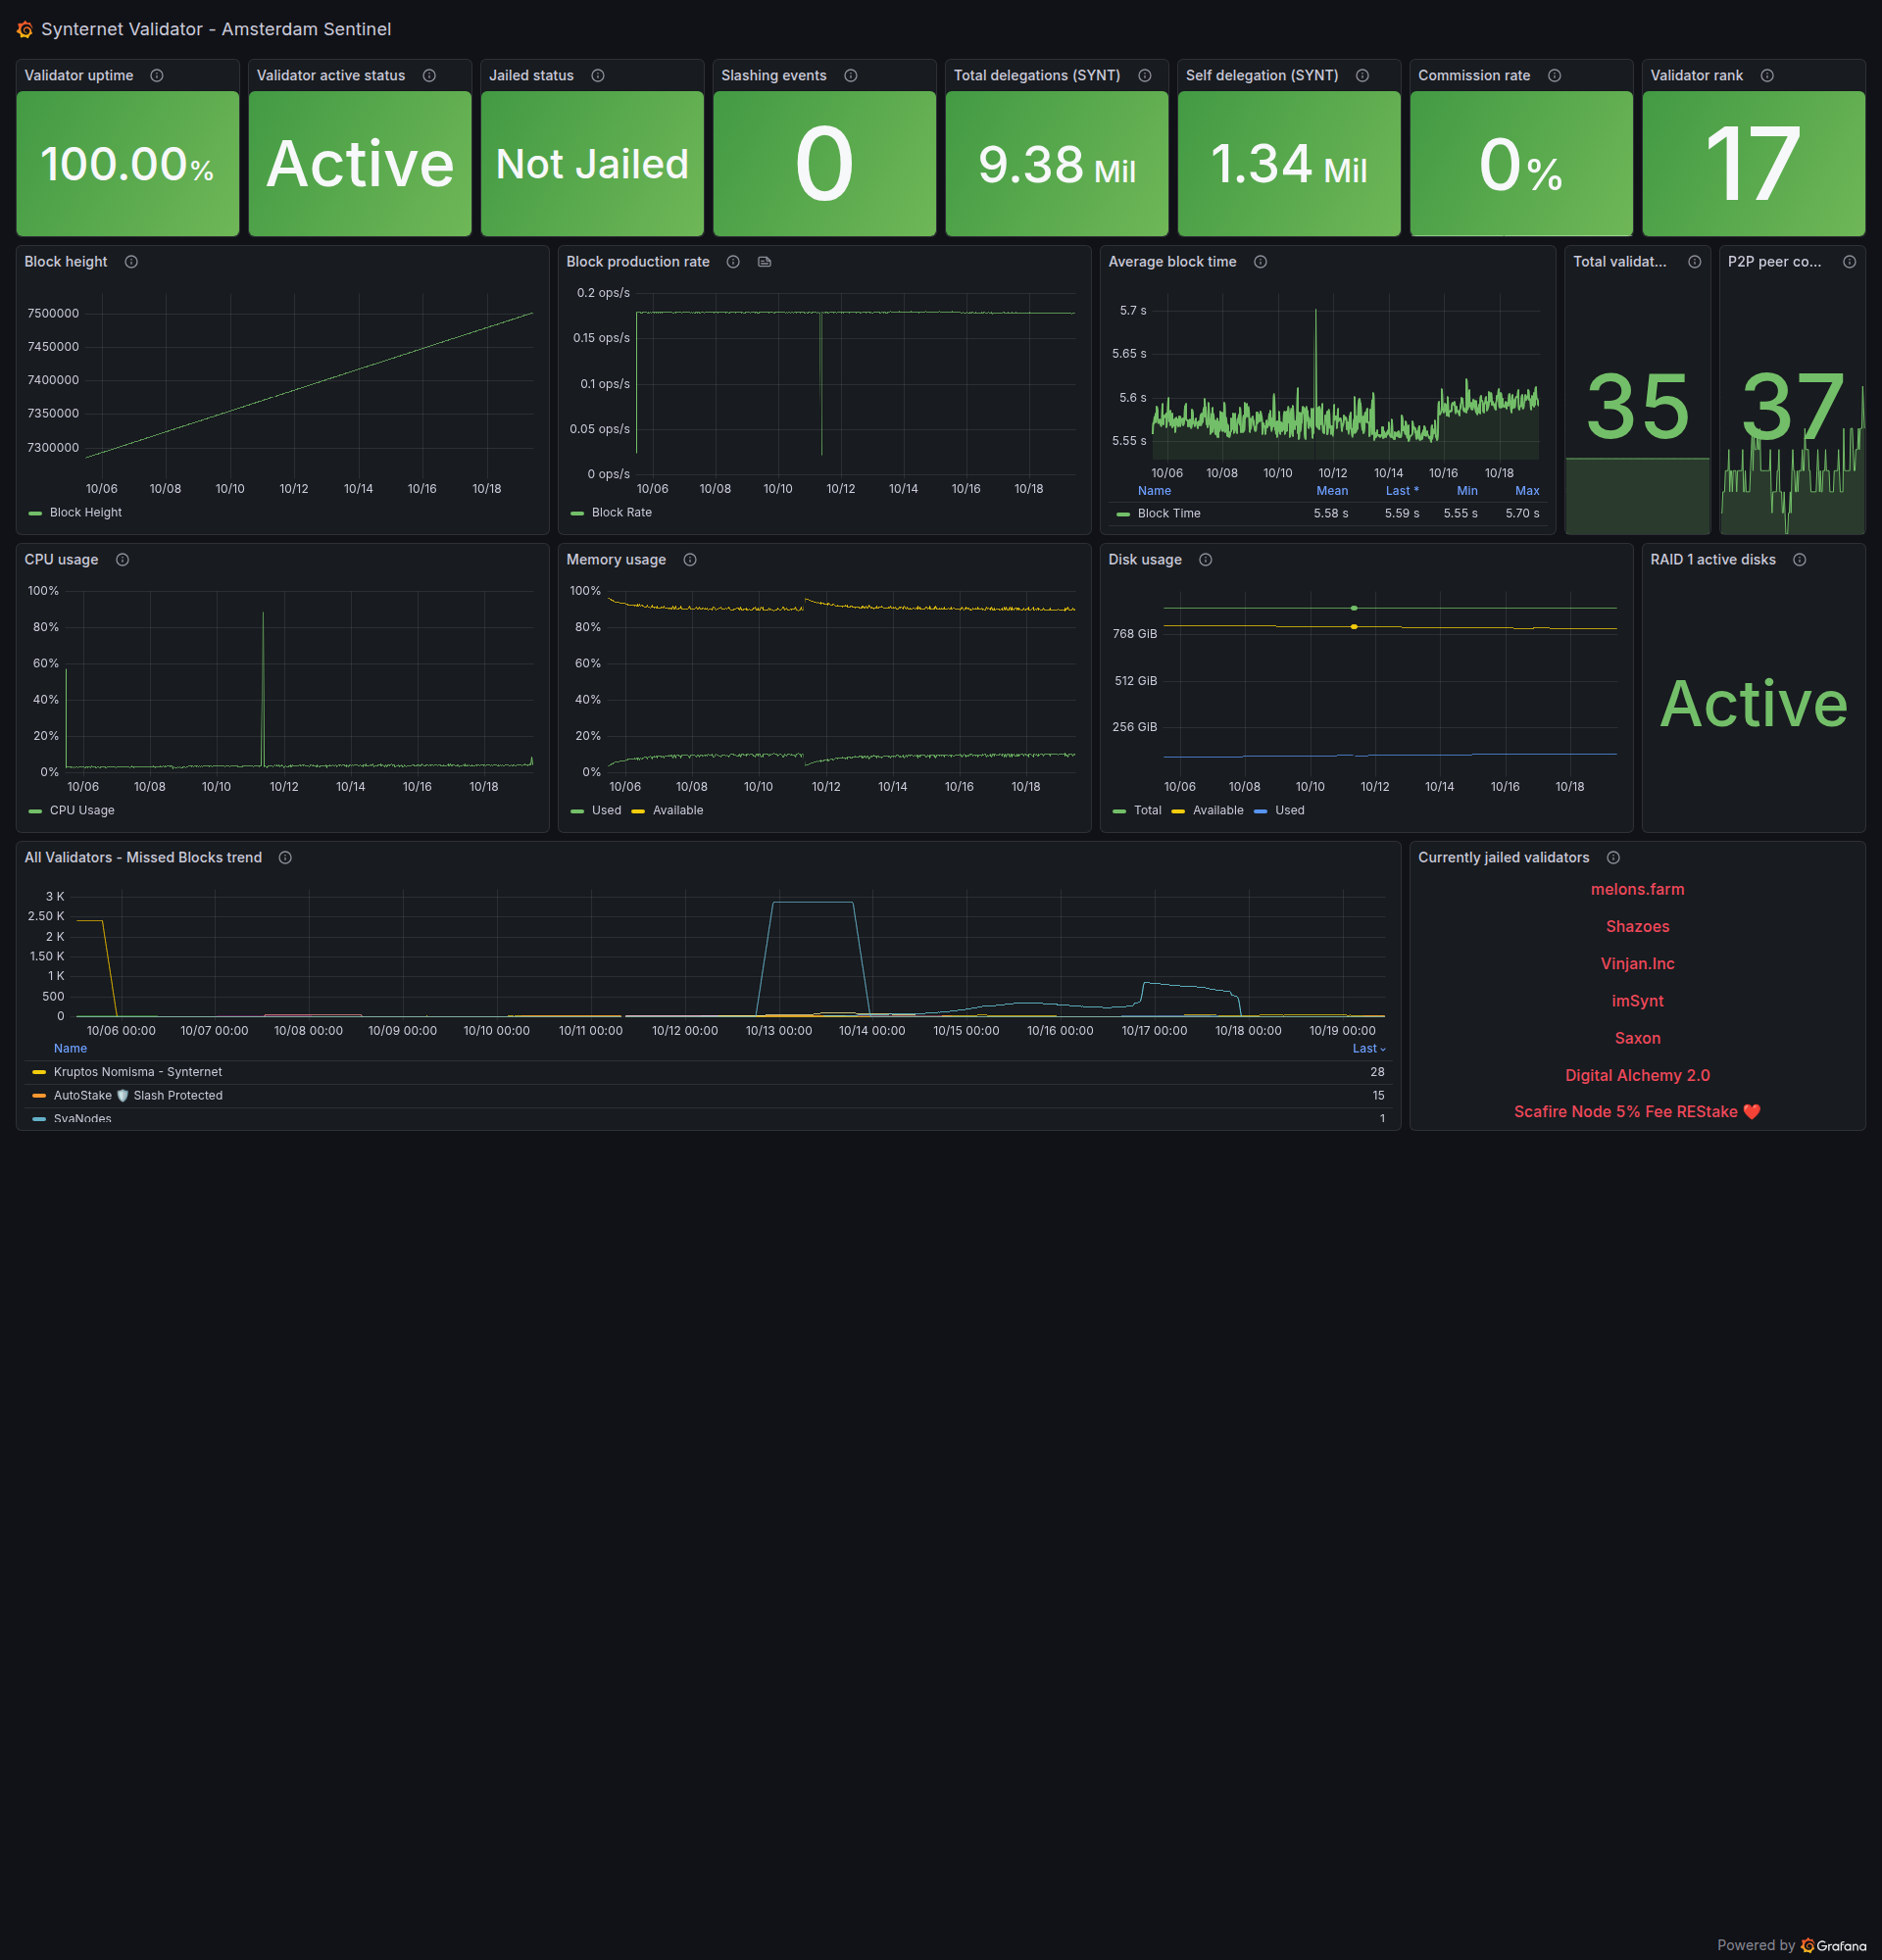 Synternet Validator - Amsterdam Sentinel
Validator uptime
100.00%
Validator active status
Active
Jailed status
Not Jailed
Slashing events
0
Total delegations (SYNT)
9.38 Mil
Self delegation (SYNT)
1.34 Mil
Commission rate
0%
Validator rank
17
Block height
7500000
7450000
7400000
7350000
7300000
10/06 10/08 10/10 10/12 10/14 10/16 10/18
Block Height
Block production rate
0.2 ops/s
0.15 ops/s
0.1 ops/s
0.05 ops/s
0 ops/s
10/06 10/08 10/10 10/12 10/14 10/16 10/18
Block Rate
Average block time
5.7 s
5.65 s
5.6 s
5.55 s
10/06 10/08 10/10 10/12 10/14 10/16 10/18
Name Mean Last * Min Max
Block Time 5.58 s 5.59 s 5.55 s 5.70 s
Total validat...
35
P2P peer co...
37
CPU usage
100%
80%
60%
40%
20%
0%
10/06 10/08 10/10 10/12 10/14 10/16 10/18
CPU Usage
Memory usage
100%
80%
60%
40%
20%
0%
10/06 10/08 10/10 10/12 10/14 10/16 10/18
Used Available
Disk usage
768 GiB
512 GiB
256 GiB
10/06 10/08 10/10 10/12 10/14 10/16 10/18
Total Available Used
RAID 1 active disks
Active
All Validators - Missed Blocks trend
3 K
2.50 K
2 K
1.50 K
1 K
500
0
10/06 00:00 10/07 00:00 10/08 00:00 10/09 00:00 10/10 00:00 10/11 00:00 10/12 00:00 10/13 00:00 10/14 00:00 10/15 00:00 10/16 00:00 10/17 00:00 10/18 00:00 10/19 00:00
Name Last
Kruptos Nomisma - Synternet 28
AutoStake 🛡️ Slash Protected 15
1
Currently jailed validators
melons.farm
Shazoes
Vinjan.Inc
imSynt
Saxon
Digital Alchemy 2.0
Scafire Node 5% Fee REStake ❤️
Powered by Grafana